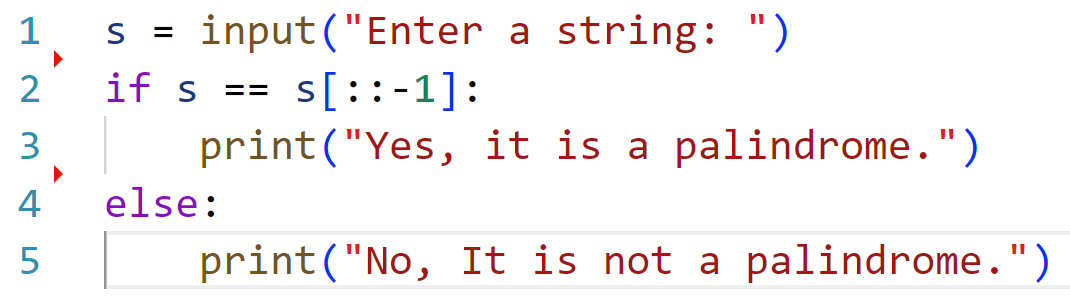 1 s = input("Enter a string: ")
2 if s == s[::-1]:
3     print("Yes, it is a palindrome.")
4 else:
5     print("No, It is not a palindrome.")